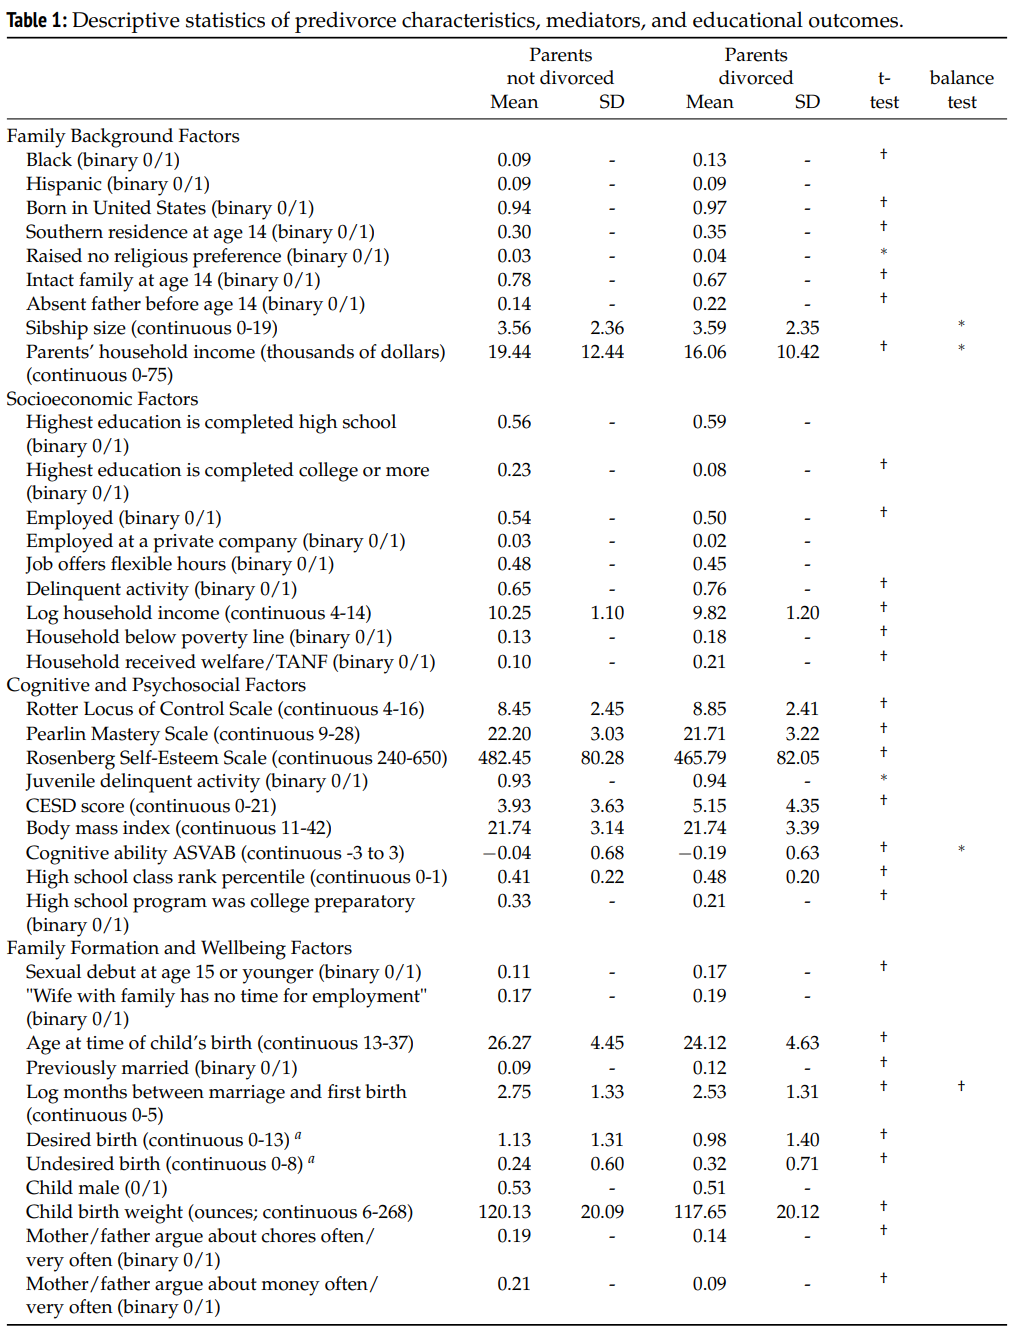 Table 1: Descriptive statistics of predivorce characteristics, mediators, and educational outcomes.
Parents Parents
not divorced divorced t- balance
Mean SD Mean SD test test
Family Background Factors
Black (binary 0/1) 0.09 - 0.13 - †
Hispanic (binary 0/1) 0.09 - 0.09 -
Born in United States (binary 0/1) 0.94 - 0.97 - †
Southern residence at age 14 (binary 0/1) 0.30 - 0.35 - †
Raised no religious preference (binary 0/1) 0.03 - 0.04 - *
Intact family at age 14 (binary 0/1) 0.78 - 0.67 - †
Absent father before age 14 (binary 0/1) 0.14 - 0.22 - †
Sibship size (continuous 0-19) 3.56 2.36 3.59 2.35 *
Parents' household income (thousands of dollars) 19.44 12.44 16.06 10.42 † *
(continuous 0-75)
Socioeconomic Factors
Highest education is completed high school 0.56 - 0.59 -
(binary 0/1)
Highest education is completed college or more 0.23 - 0.08 - †
(binary 0/1)
Employed (binary 0/1) 0.54 - 0.50 - †
Employed at a private company (binary 0/1) 0.03 - 0.02 -
Job offers flexible hours (binary 0/1) 0.48 - 0.45 -
Delinquent activity (binary 0/1) 0.65 - 0.76 - †
Log household income (continuous 4-14) 10.25 1.10 9.82 1.20 †
Household below poverty line (binary 0/1) 0.13 - 0.18 - †
Household received welfare/TANF (binary 0/1) 0.10 - 0.21 - †
Cognitive and Psychosocial Factors
Rotter Locus of Control Scale (continuous 4-16) 8.45 2.45 8.85 2.41 †
Pearlin Mastery Scale (continuous 9-28) 22.20 3.03 21.71 3.22 †
Rosenberg Self-Esteem Scale (continuous 240-650) 482.45 80.28 465.79 82.05 †
Juvenile delinquent activity (binary 0/1) 0.93 - 0.94 - *
CESD score (continuous 0-21) 3.93 3.63 5.15 4.35 †
Body mass index (continuous 11-42) 21.74 3.14 21.74 3.39
Cognitive ability ASVAB (continuous -3 to 3) −0.04 0.68 −0.19 0.63 † *
High school class rank percentile (continuous 0-1) 0.41 0.22 0.48 0.20 †
High school program was college preparatory 0.33 - 0.21 - †
(binary 0/1)
Family Formation and Wellbeing Factors
Sexual debut at age 15 or younger (binary 0/1) 0.11 - 0.17 - †
"Wife with family has no time for employment" 0.17 - 0.19 -
(binary 0/1)
Age at time of child's birth (continuous 13-37) 26.27 4.45 24.12 4.63 †
Previously married (binary 0/1) 0.09 - 0.12 - †
Log months between marriage and first birth 2.75 1.33 2.53 1.31 † †
(continuous 0-5)
Desired birth (continuous 0-13) a 1.13 1.31 0.98 1.40 †
Undesired birth (continuous 0-8) a 0.24 0.60 0.32 0.71 †
Child male (0/1) 0.53 - 0.51 -
Child birth weight (ounces; continuous 6-268) 120.13 20.09 117.65 20.12 †
Mother/father argue about chores often/ 0.19 - 0.14 - †
very often (binary 0/1)
Mother/father argue about money often/ 0.21 - 0.09 - †
very often (binary 0/1)